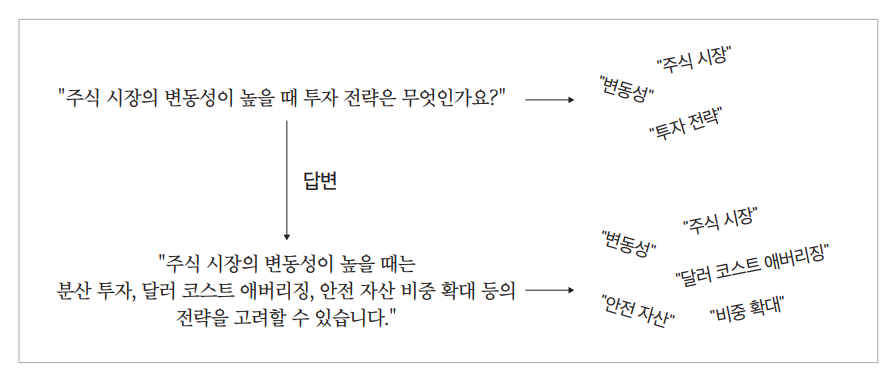 "주식 시장의 변동성이 높을 때 투자 전략은 무엇인가요?"
"주식 시장"
"변동성"
"투자 전략"
답변
"주식 시장의 변동성이 높을 때는
분산 투자, 달러 코스트 애버리징, 안전 자산 비중 확대 등의
전략을 고려할 수 있습니다."
"주식 시장"
"변동성"
"달러 코스트 애버리징"
"안전 자산"
"비중 확대"